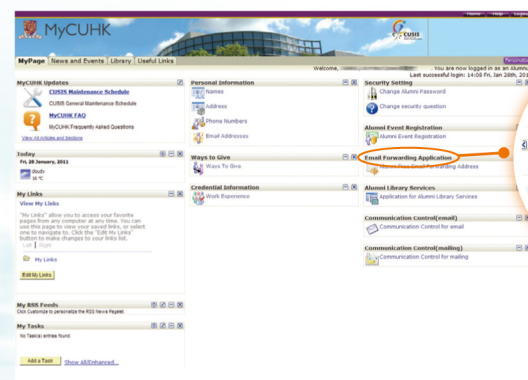 Home Help
MyCUHK
CUSIS
MyPage News and Events Library Useful Links
Welcome, You are now logged in as an Alumnu
Last successful login: 14:08 Fri, Jan 28th, 201
MyCUHK Updates
CUSIS Maintenance Schedule
CUSIS General Maintenance Schedule
MyCUHK FAQ
MyCUHK Frequently Asked Questions
View All Articles and Sections
Today
Fri, 28 January, 2011
cloudy
16 °C
My Links
View My Links
"My Links" allow you to access your favorite
pages from any computer at any time. You can
use this page to view your saved links, or select
one to navigate to. Click the "Edit My Links"
button to make changes to your links list.
Left | Right
My Links
Edit My Links
My RSS Feeds
Click Customize to personalize the RSS News Pagelet.
My Tasks
No Task(s) entries found.
Add a Task Show All/Enhanced...
Personal Information
Names
Address
Phone Numbers
Email Addresses
Ways to Give
Ways To Give
Credential Information
Work Experience
Security Setting
Change Alumni Password
Change security question
Alumni Event Registration
Alumni Event Registration
Email Forwarding Application
Alumni Free Email Forwarding Address
Alumni Library Services
Application for Alumni Library Services
Communication Control(email)
Communication Control for email
Communication Control(mailing)
Communication Control for mailing